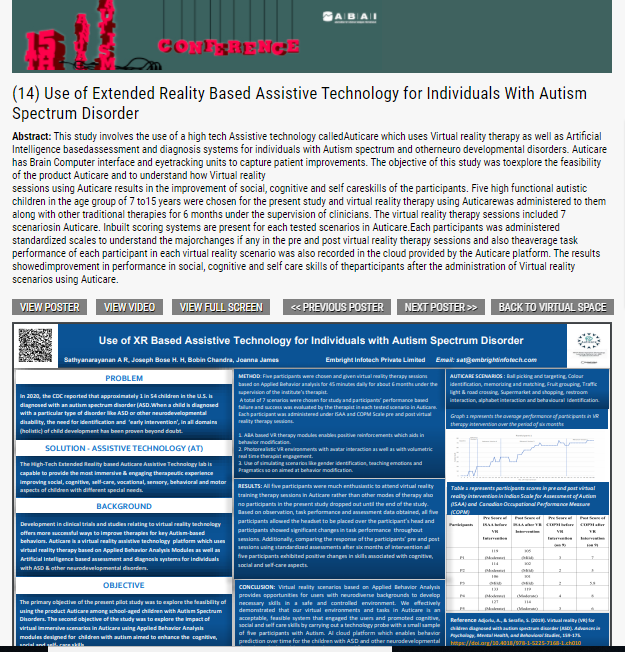 ABAI
CONFERENCE
(14) Use of Extended Reality Based Assistive Technology for Individuals With Autism
Spectrum Disorder
Abstract: This study involves the use of a high tech Assistive technology calledAuticare which uses Virtual reality therapy as well as Artificial
Intelligence basedassessment and diagnosis systems for individuals with Autism spectrum and otherneuro developmental disorders. Auticare
has Brain Computer interface and eyetracking units to capture patient improvements. The objective of this study was toexplore the feasibility
of the product Auticare and to understand how Virtual reality
sessions using Auticare results in the improvement of social, cognitive and self careskills of the participants. Five high functional autistic
children in the age group of 7 to15 years were chosen for the present study and virtual reality therapy using Auticarewas administered to them
along with other traditional therapies for 6 months under the supervision of clinicians. The virtual reality therapy sessions included 7
scenariosin Auticare. Inbuilt scoring systems are present for each tested scenarios in Auticare.Each participants was administered
standardized scales to understand the majorchanges if any in the pre and post virtual reality therapy sessions and also theaverage task
performance of each participant in each virtual reality scenario was also recorded in the cloud provided by the Auticare platform. The results
showedimprovement in performance in social, cognitive and self care skills of theparticipants after the administration of Virtual reality
scenarios using Auticare.
VIEW POSTER VIEW VIDEO VIEW FULL SCREEN << PREVIOUS POSTER NEXT POSTER >> BACK TO VIRTUAL SPACE
Use of XR Based Assistive Technology for Individuals with Autism Spectrum Disorder
Sathyanarayanan A R, Joseph Bose H. H, Bobin Chandra, Joanna James Embright Infotech Private Limited Email: sat@embrightinfotech.com
PROBLEM
In 2020, the CDC reported that approximately 1 in 54 children in the U.S. is
diagnosed with an autism spectrum disorder (ASD).When a child is diagnosed
with a particular type of disorder like ASD or other neurodevelopmental
disability, the need for identification and 'early intervention', in all domains
(holistic) of child development has been proven beyond doubt.
SOLUTION - ASSISTIVE TECHNOLOGY (AT)
The High-Tech Extended Reality based Auticare Assistive Technology lab is
capable to provide the most immersive & engaging therapeutic experience
improving social, cognitive, self-care, vocational, sensory, behavioral and motor
aspects of children with different special needs.
BACKGROUND
Development in clinical trials and studies relating to virtual reality technology
offers more successful ways to improve therapies for key Autism-based
behaviors. Auticare is a virtual reality assistive technology platform which uses
virtual reality therapy based on Applied Behavior Analysis Modules as well as
Artificial Intelligence based assessment and diagnosis systems for individuals
with ASD & other neurodevelopmental disorders.
OBJECTIVE
The primary objective of the present pilot study was to explore the feasibility of
using the product Auticare among school-aged children with Autism Spectrum
Disorders. The second objective of the study was to explore the impact of
virtual immersive scenarios in Auticare using Applied Behavior Analysis
modules designed for children with autism aimed to enhance the cognitive,
social and self- care skills
METHOD: Five participants were chosen and given virtual reality therapy sessions
based on Applied Behavior analysis for 45 minutes daily for about 6 months under the
supervision of the institute's therapist.
A total of 7 scenarios were chosen for study and participants' performance based
failure and success was evaluated by the therapist in each tested scenario in Auticare.
Each participant was administered ISAA and COPM Scale pre and post virtual
reality therapy sessions.
1. ABA based VR therapy modules enables positive reinforcements which aids in
behavior modification.
2. Photorealistic VR environments with avatar interaction as well as with volumetric
real time therapist engagement.
3. Use of simulating scenarios like gender identification, teaching emotions and
Pragmatics so on aimed at behavior modification.
RESULTS: All five participants were much enthusiastic to attend virtual reality
training therapy sessions in Auticare rather than other modes of therapy also
no participants in the present study dropped out until the end of the study.
Based on observation, task performance and assessment data obtained, all five
participants allowed the headset to be placed over the participant's head and
participants showed significant changes in task performance throughout
sessions. Additionally, comparing the response of the participants' pre and post
sessions using standardised assessments after six months of intervention all
five participants exhibited positive changes in skills associated with cognitive,
social and self-care aspects.
CONCLUSION: Virtual reality scenarios based on Applied Behavior Analysis
provides opportunities for users with neurodiverse backgrounds to develop
necessary skills in a safe and controlled environment. We effectively
demonstrated that our virtual environments and tasks in Auticare is an
acceptable, feasible system that engaged the users and promoted cognitive,
social and self care skills by carrying out a technology probe with a small sample
of five participants with Autism. AI cloud platform which enables behavior
prediction over time for the children with ASD and other neurodevelopmental
AUTICARE SCENARIOS : Ball picking and targeting, Colour
identification, memorising and matching, Fruit grouping, Traffic
light & road crossing, Supermarket and shopping, restroom
interaction, alphabet interaction and behavioural identification.
Graph 1 represents the average performance of participants in VR
therapy intervention over the period of six months
Table 1 represents participants scores in pre and post virtual
reality intervention in Indian Scale for Assessment of Autism
(ISAA) and Canadian Occupational Performance Measure
(COPM)
Participants Pre Score of ISAA before VR Intervention Post Score of ISAA after VR Intervention Pre Score of COPM before VR Intervention (on 9) Post Score of COPM after VR
Reference Adjorlu, A., & Serafin, S. (2019). Virtual reality (VR) for
children diagnosed with autism spectrum disorder (ASD). Advances in
Psychology, Mental Health, and Behavioral Studies, 159-175.
https://doi.org/10.4018/978-1-5225-7168-1.ch010